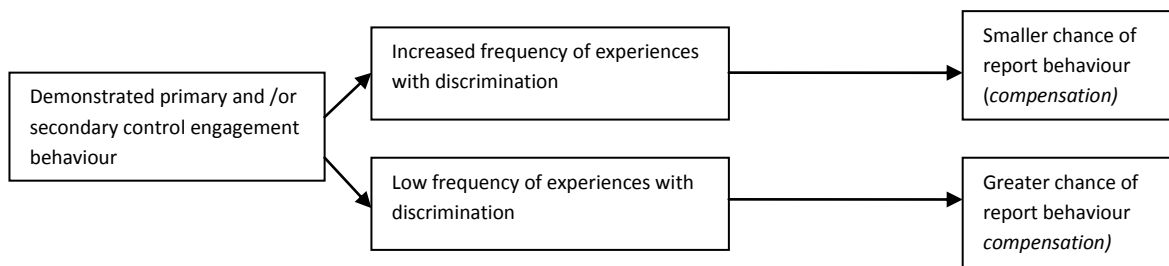 Demonstrated primary and /or
secondary control engagement
behaviour
Increased frequency of experiences
with discrimination
Smaller chance of
report behaviour
(compensation)
Low frequency of experiences with
discrimination
Greater chance of
report behaviour
compensation)